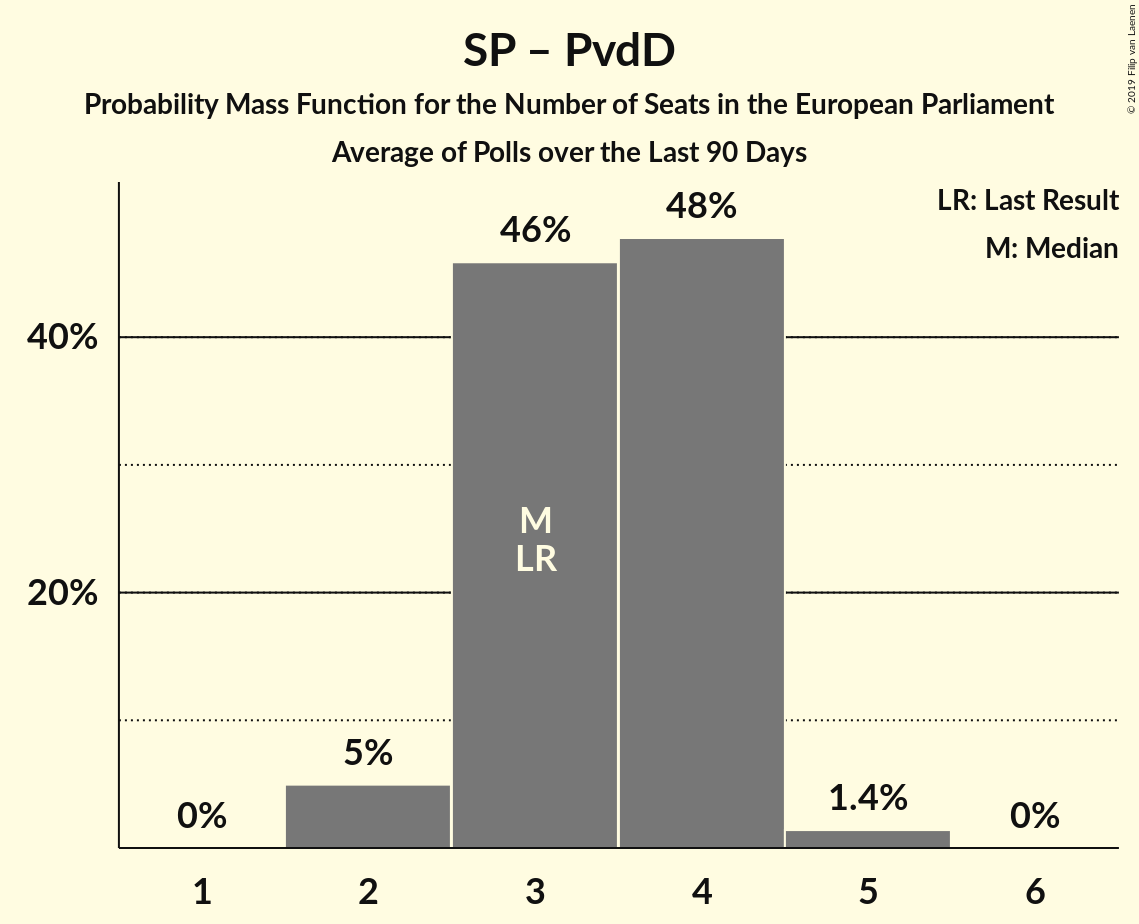 SP – PvdD
Probability Mass Function for the Number of Seats in the European Parliament
Average of Polls over the Last 90 Days
© 2019 Filip van Laenen
LR: Last Result
M: Median
48%
46%
40%
M
LR
20%
5%
1.4%
0%
0%
1 2 3 4 5 6